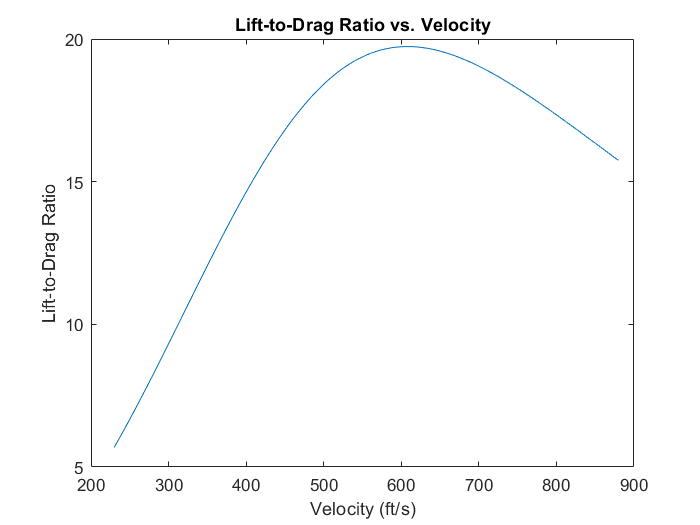 Lift-to-Drag Ratio vs. Velocity
20
15
10
5
Lift-to-Drag Ratio
200 300 400 500 600 700 800 900
Velocity (ft/s)